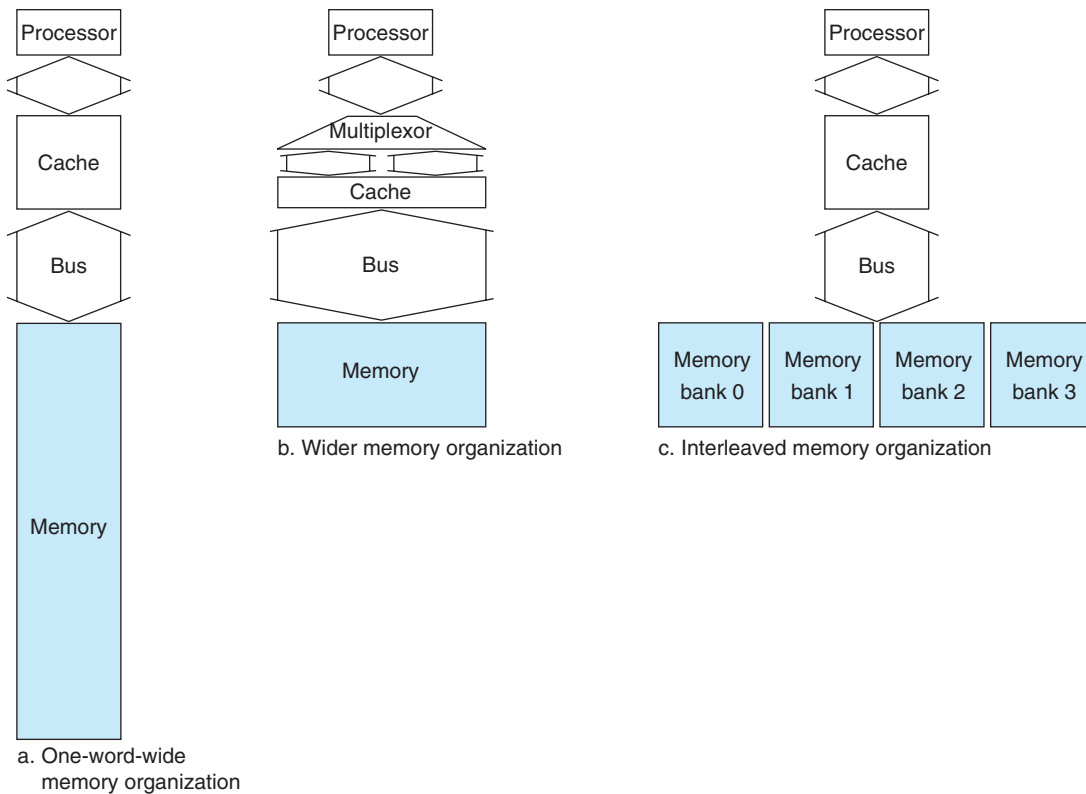 Processor
Cache
Bus
Memory
a. One-word-wide
memory organization
Processor
Multiplexor
Cache
Bus
Memory
b. Wider memory organization
Processor
Cache
Bus
Memory
bank 0
Memory
bank 1
Memory
bank 2
Memory
bank 3
c. Interleaved memory organization